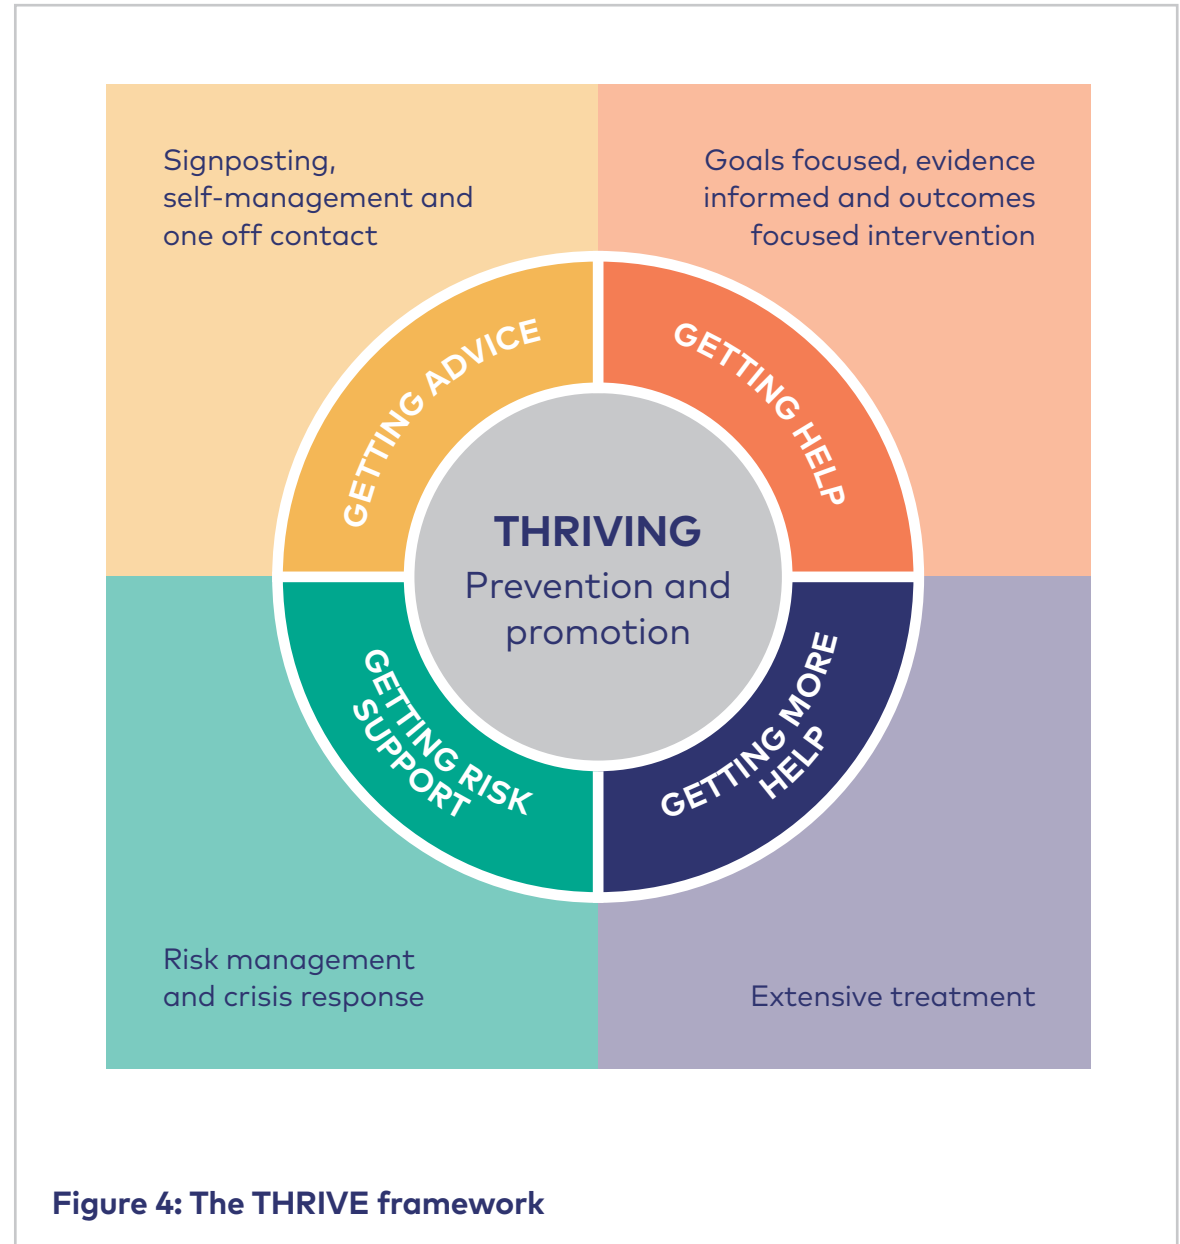 Signposting,
self-management and
one off contact
Goals focused, evidence
informed and outcomes
focused intervention
GETTING ADVICE
GETTING HELP
THRIVING
Prevention and
promotion
GETTING RISK
SUPPORT
GETTING MORE
HELP
Risk management
and crisis response
Extensive treatment
Figure 4: The THRIVE framework